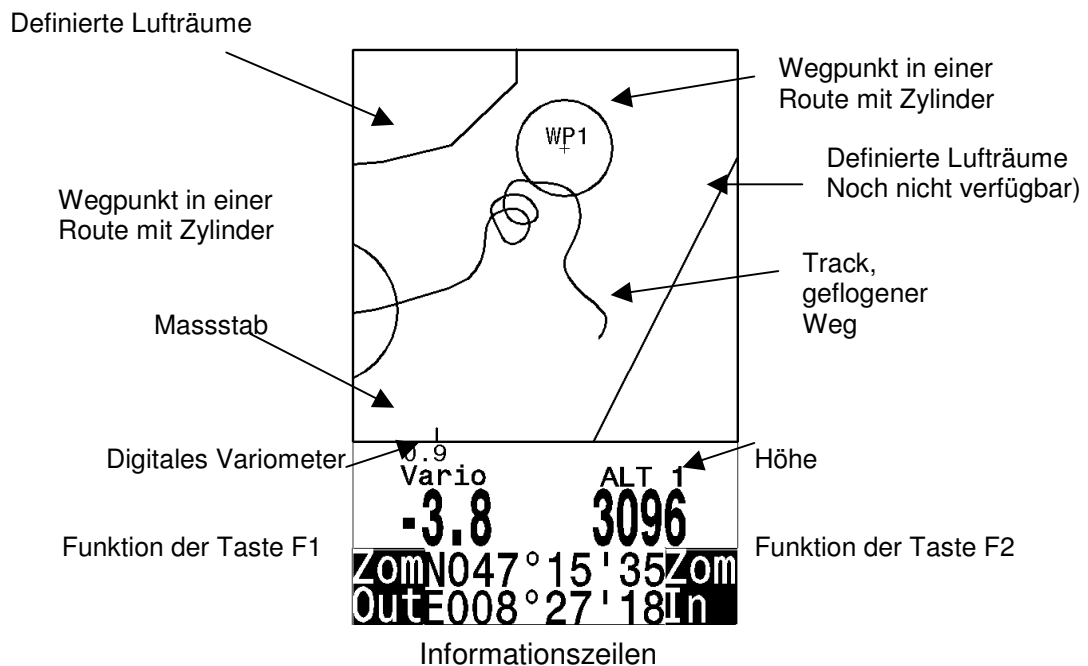 Definierte Lufträume
Wegpunkt in einer
Route mit Zylinder
WP1
Definierte Lufträume
Noch nicht verfügbar)
Wegpunkt in einer
Route mit Zylinder
Track,
geflogener
Weg
Massstab
Digitales Variometer
0.9
Vario
ALT 1
Höhe
-3.8
3096
Funktion der Taste F1
Funktion der Taste F2
Zom N047°15'35 Zom
Out E008°27'18 In
Informationszeilen